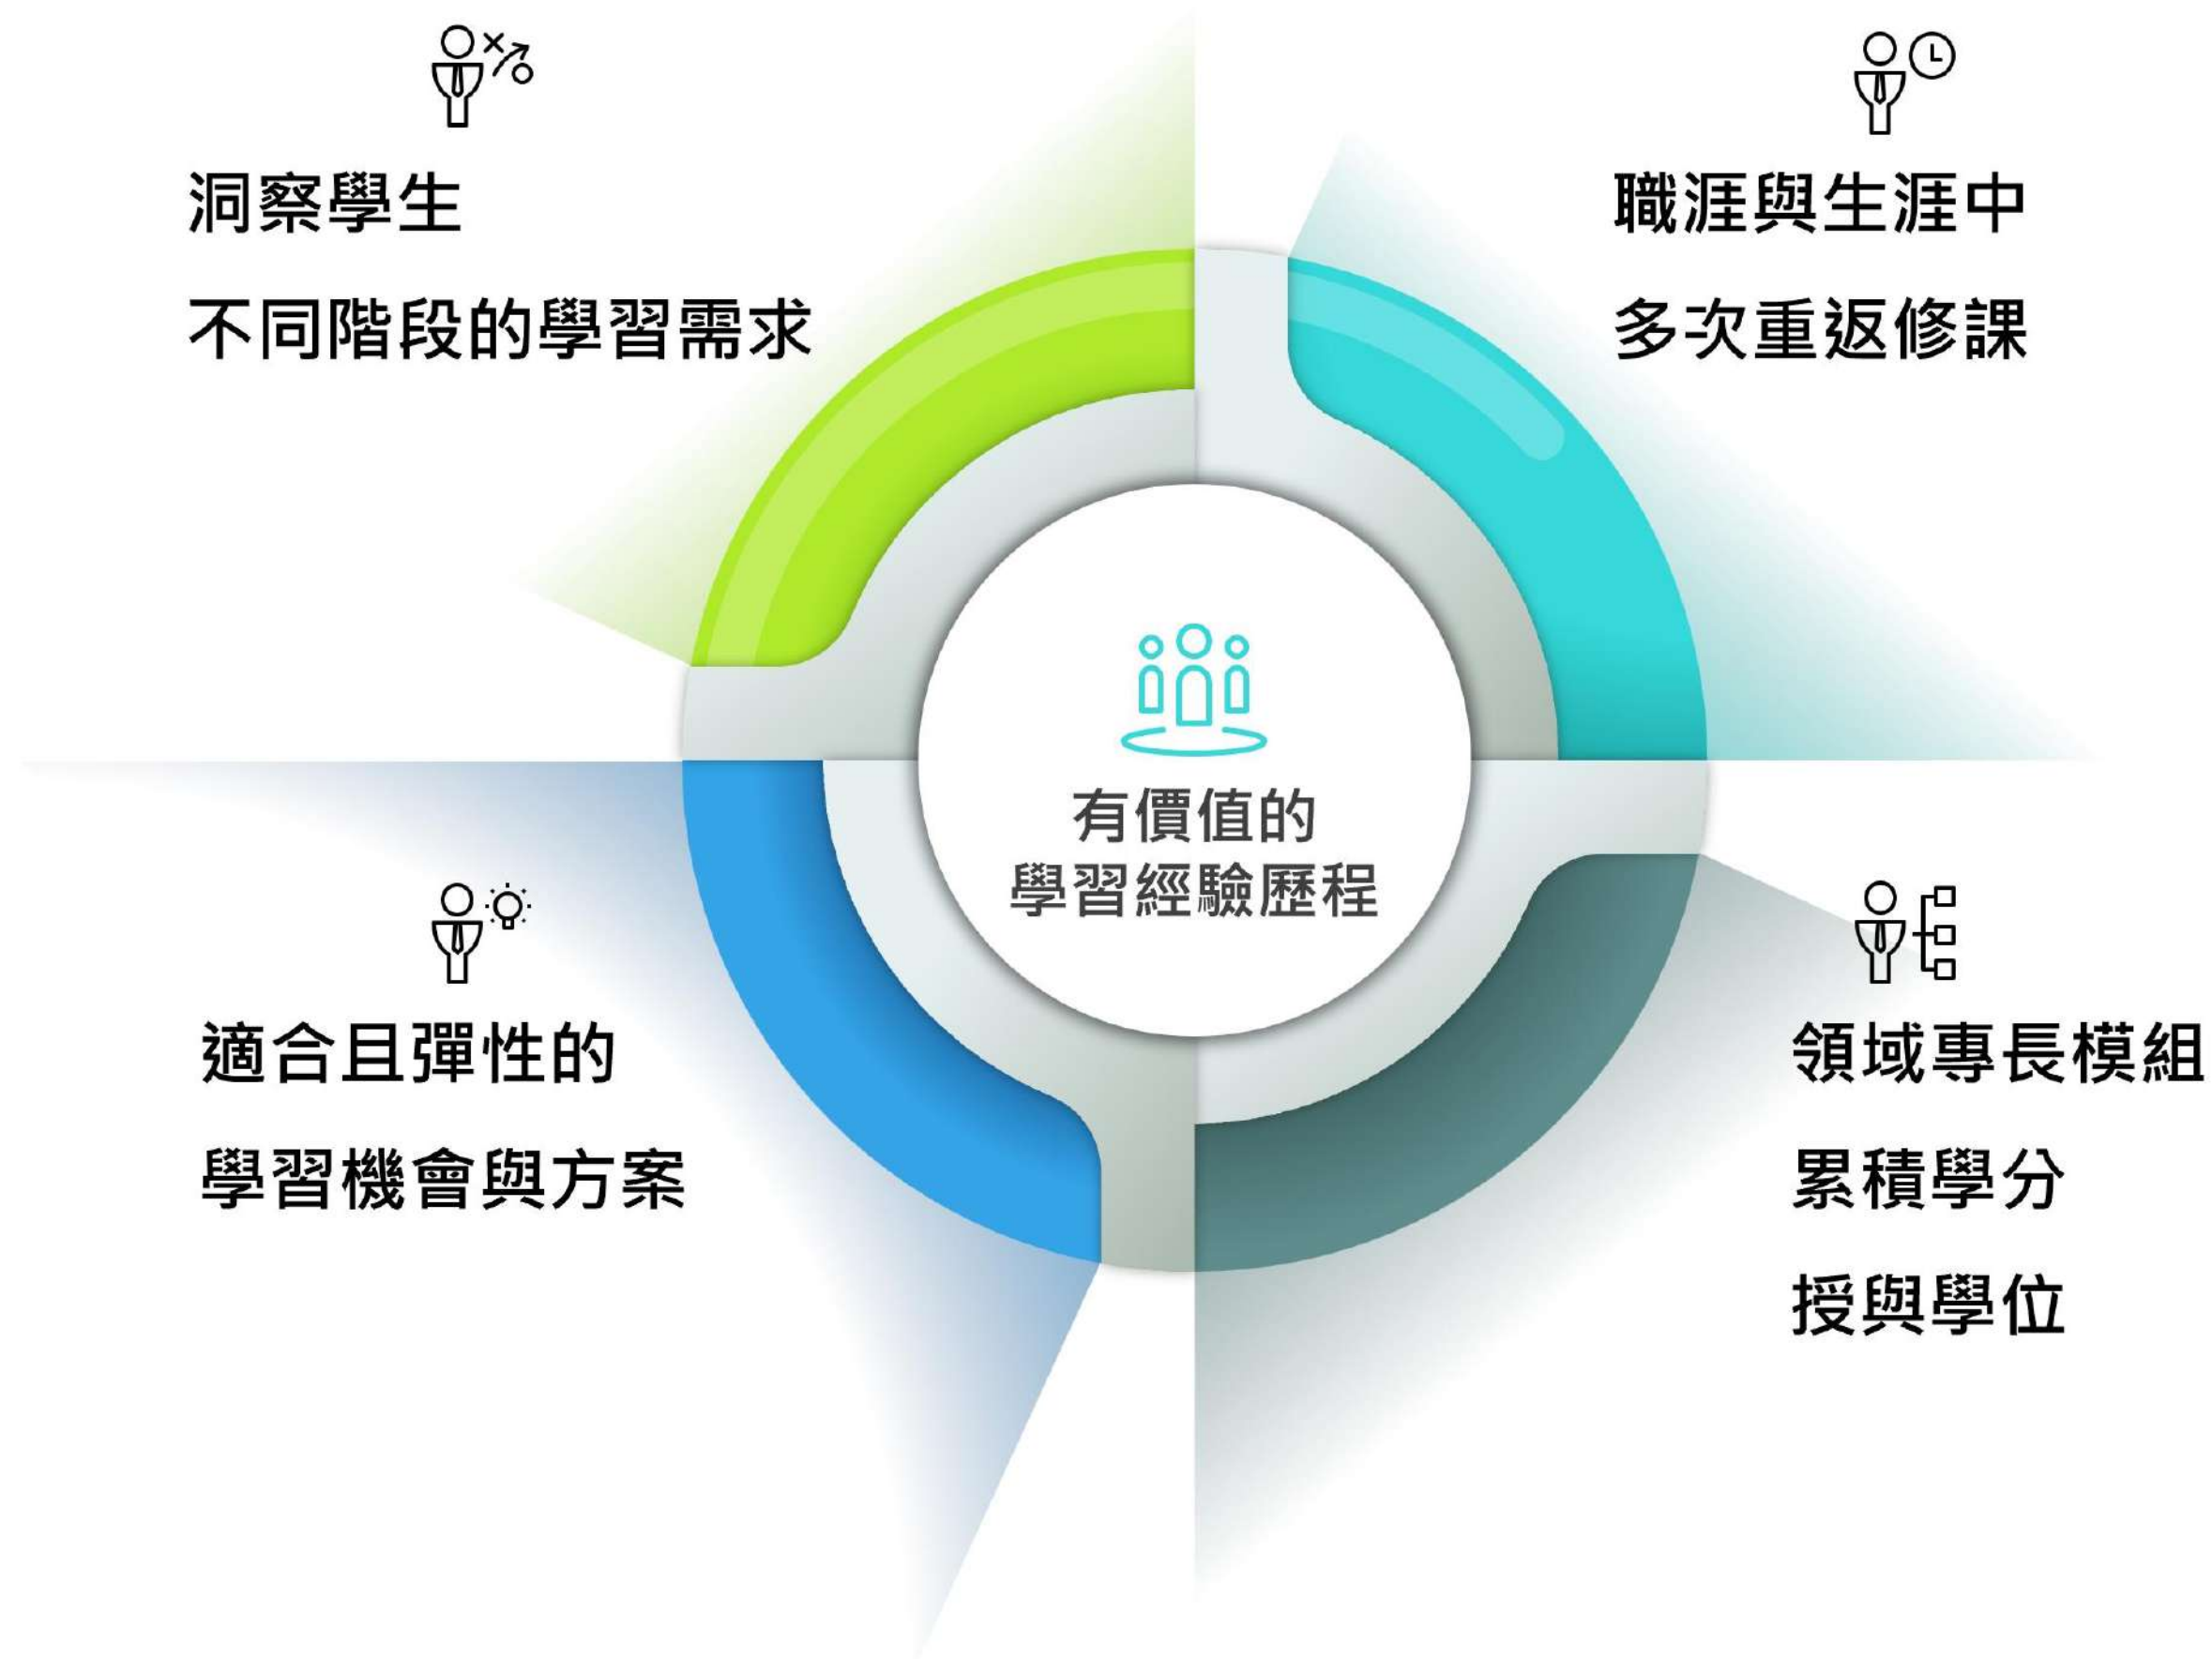 洞察學生
不同階段的學習需求
職涯與生涯中
多次重返修課
有價值的
學習經驗歷程
適合且彈性的
學習機會與方案
領域專長模組
累積學分
授與學位